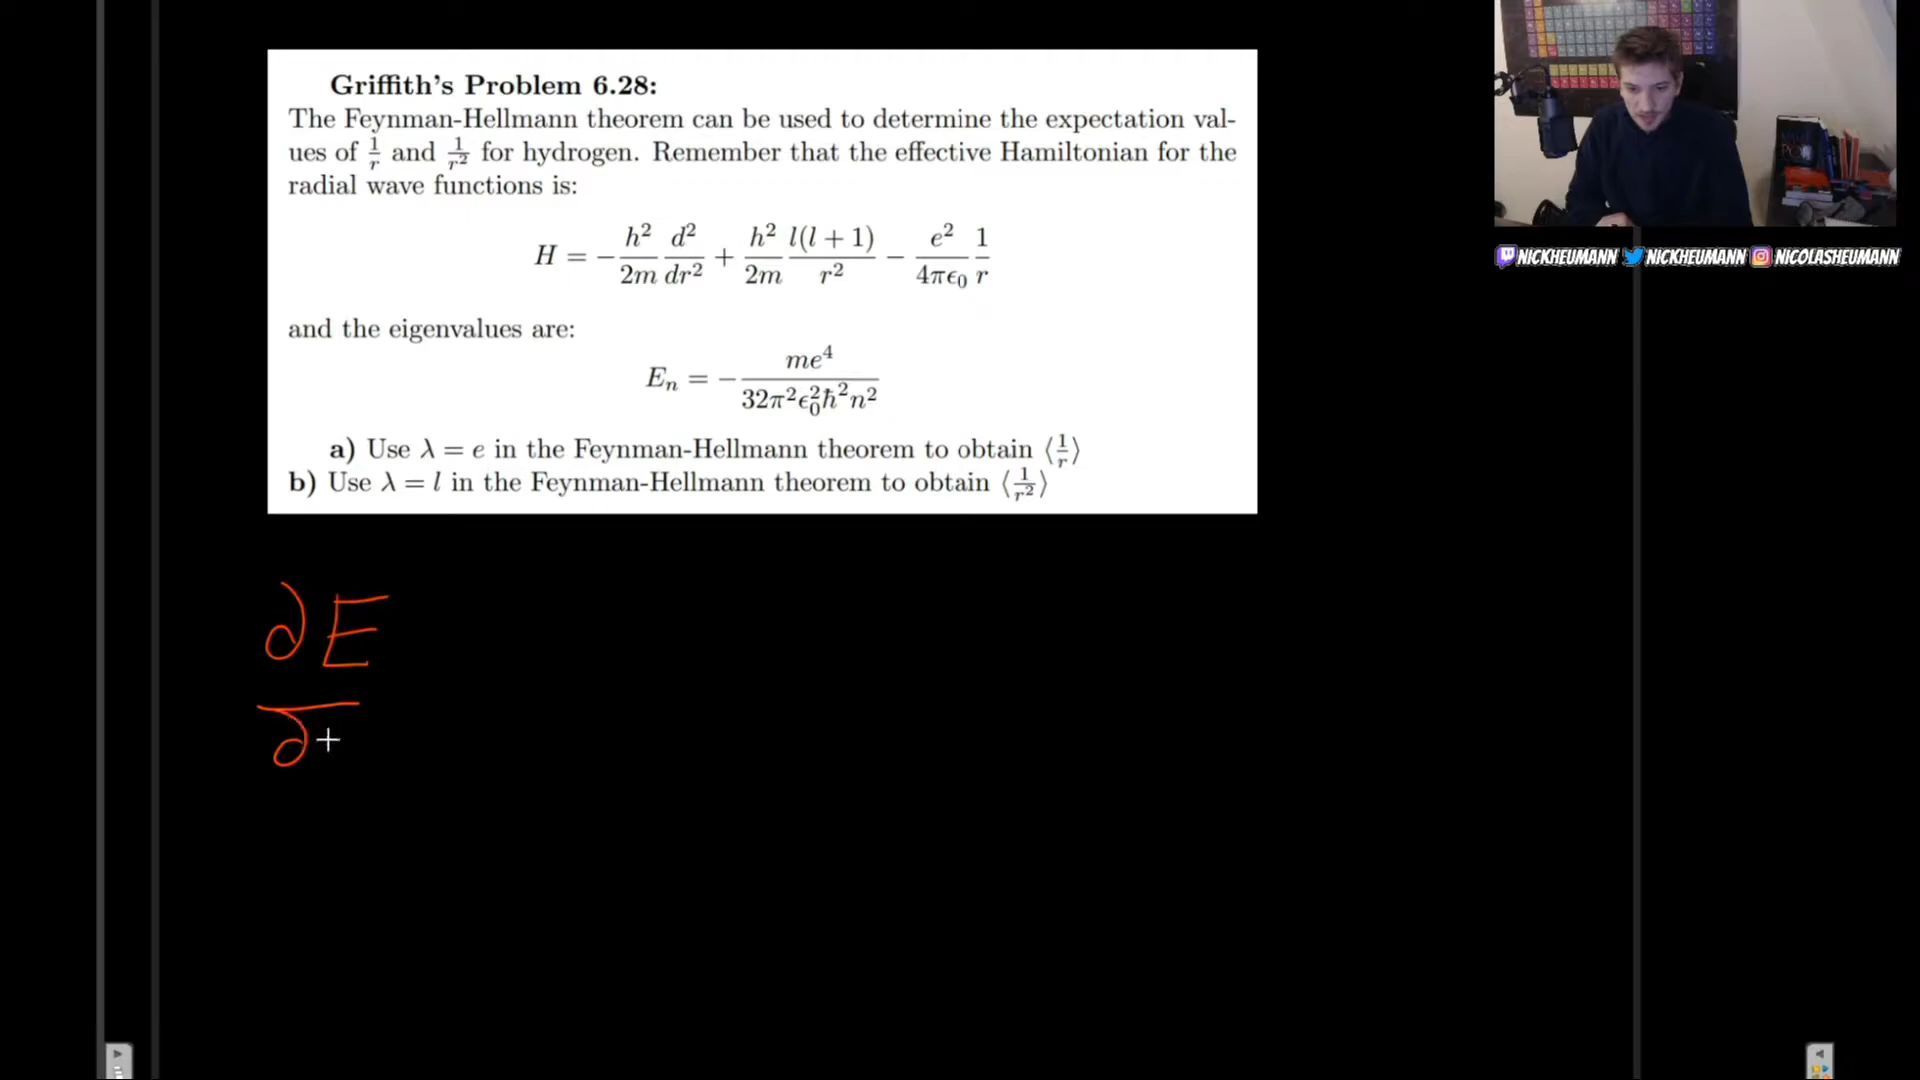 Griffith's Problem 6.28:
The Feynman-Hellmann theorem can be used to determine the expectation val-
ues of 1/r and 1/r² for hydrogen. Remember that the effective Hamiltonian for the
radial wave functions is:
H = − h²/2m d²/dr² + h²/2m l(l + 1)/r² − e²/4πϵ₀ 1/r
and the eigenvalues are:
Eₙ = − me⁴/32π²ϵ₀²ℏ²n²
a) Use λ = e in the Feynman-Hellmann theorem to obtain ⟨1/r⟩
b) Use λ = l in the Feynman-Hellmann theorem to obtain ⟨1/r²⟩
∂E
∂
NICKHEUMANN NICKHEUMANN NICOLASHEUMANN